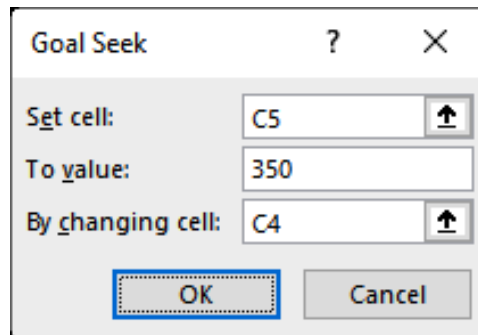 Goal Seek ? ×
Set cell: C5
To value: 350
By changing cell: C4
OK Cancel